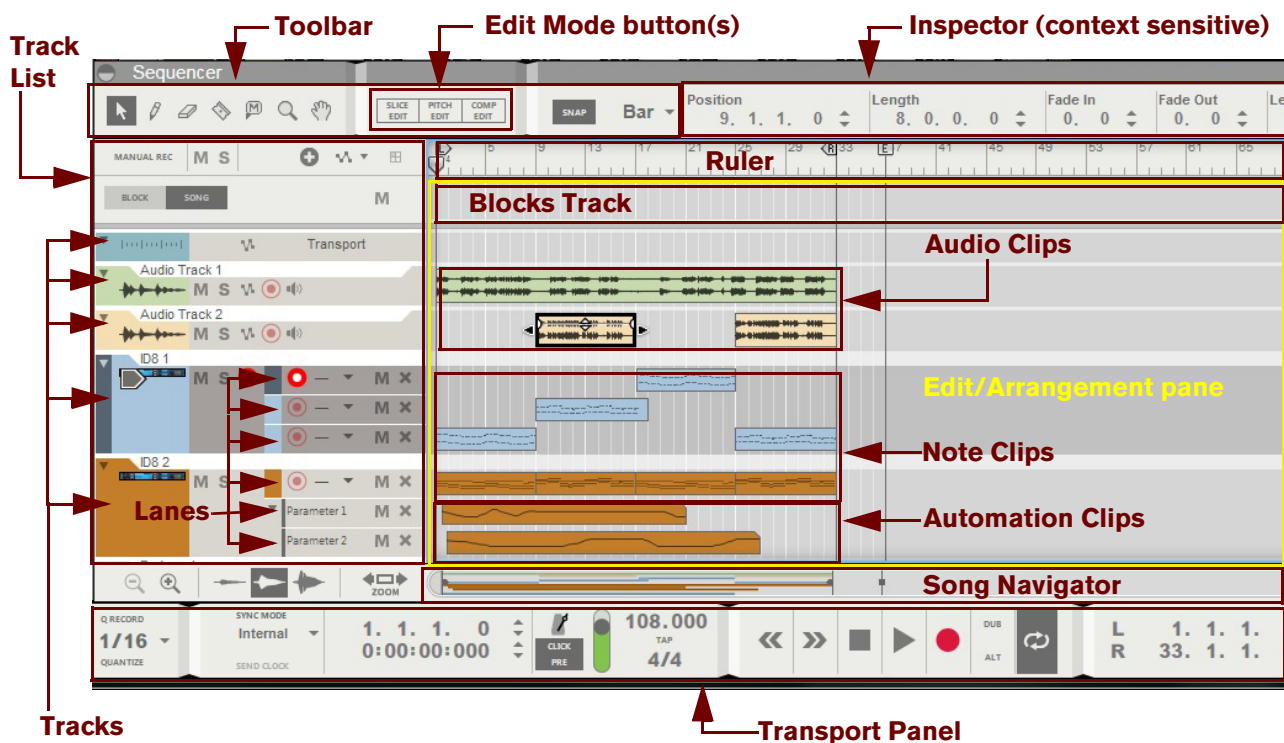 Toolbar
Edit Mode button(s)
Inspector (context sensitive)
Track
List
Sequencer
M
SLICE EDIT
PITCH EDIT
COMP EDIT
SNAP
Bar
Position
9. 1. 1. 0
Length
8. 0. 0. 0
Fade In
0. 0
Fade Out
0. 0
Le
MANUAL REC
M S
L
4 5 9 13 17 21 25 29 R 33 E 7 41 45 49 53 57 61 65
Ruler
BLOCK
SONG
M
Blocks Track
Transport
Audio Clips
Audio Track 1
M S
Audio Track 2
M S
ID8 1
M S
M
M
M
Edit/Arrangement pane
Note Clips
ID8 2
M S
M
Lanes
Parameter 1
M
Automation Clips
Parameter 2
M
ZOOM
Song Navigator
Q RECORD
1/16
QUANTIZE
SYNC MODE
Internal
SEND CLOCK
1. 1. 1. 0
0:00:00:000
CLICK
PRE
108.000
TAP
4/4
DUB
ALT
L 1. 1. 1.
R 33. 1. 1.
Tracks
Transport Panel